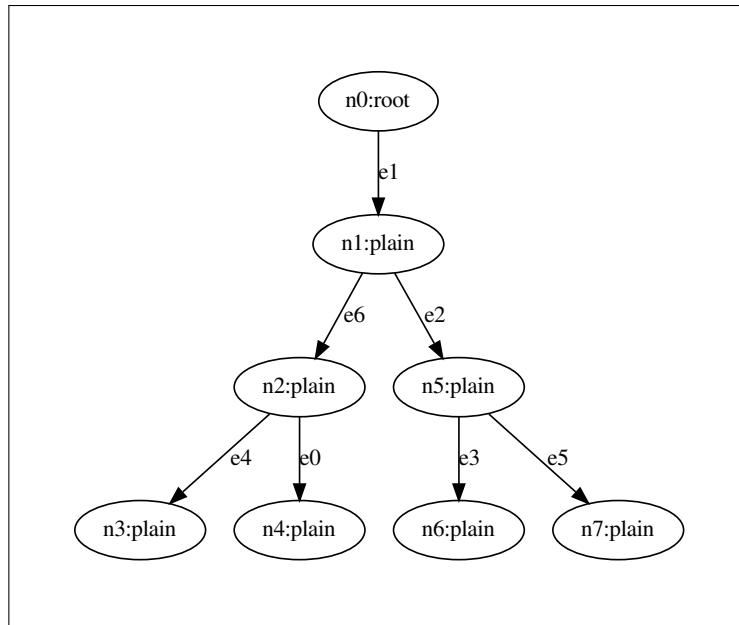 n0:root
e1
n1:plain
e6
e2
n2:plain
n5:plain
e4
e0
e3
e5
n3:plain
n4:plain
n6:plain
n7:plain